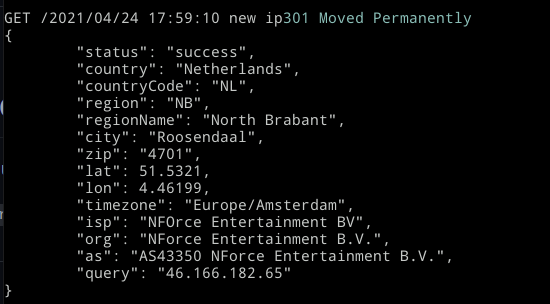 GET /2021/04/24 17:59:10 new ip301 Moved Permanently
{
"status": "success",
"country": "Netherlands",
"countryCode": "NL",
"region": "NB",
"regionName": "North Brabant",
"city": "Roosendaal",
"zip": "4701",
"lat": 51.5321,
"lon": 4.46199,
"timezone": "Europe/Amsterdam",
"isp": "NFOrce Entertainment BV",
"org": "NForce Entertainment B.V.",
"as": "AS43350 NForce Entertainment B.V.",
"query": "46.166.182.65"
}